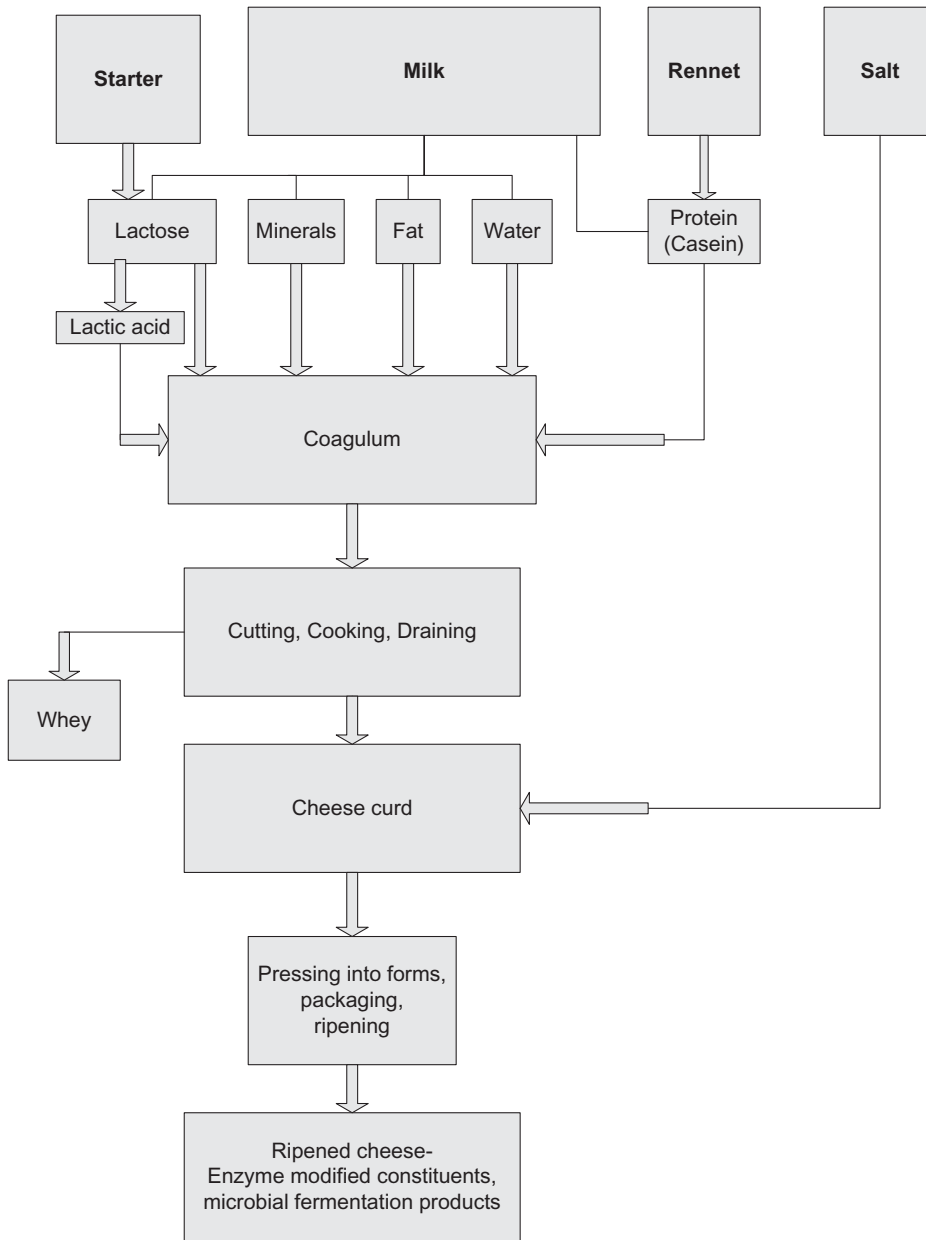 Starter
Milk
Rennet
Salt
Lactose
Minerals
Fat
Water
Protein
(Casein)
Lactic acid
Coagulum
Cutting, Cooking, Draining
Whey
Cheese curd
Pressing into forms,
packaging,
ripening
Ripened cheese-
Enzyme modified constituents,
microbial fermentation products